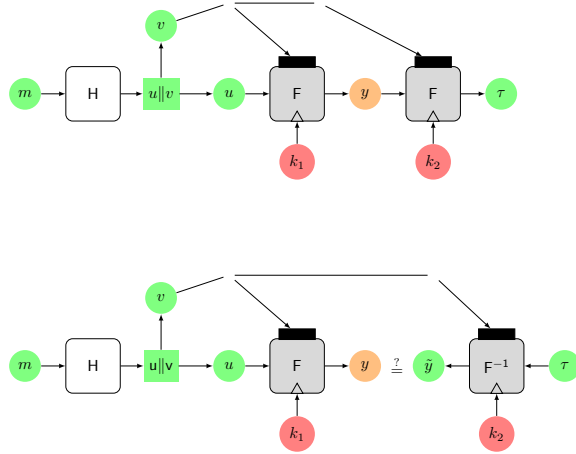 v
m H u∥v u F y F τ
k₁ k₂
v
m H u∥v u F y ?= ỹ F⁻¹ τ
k₁ k₂